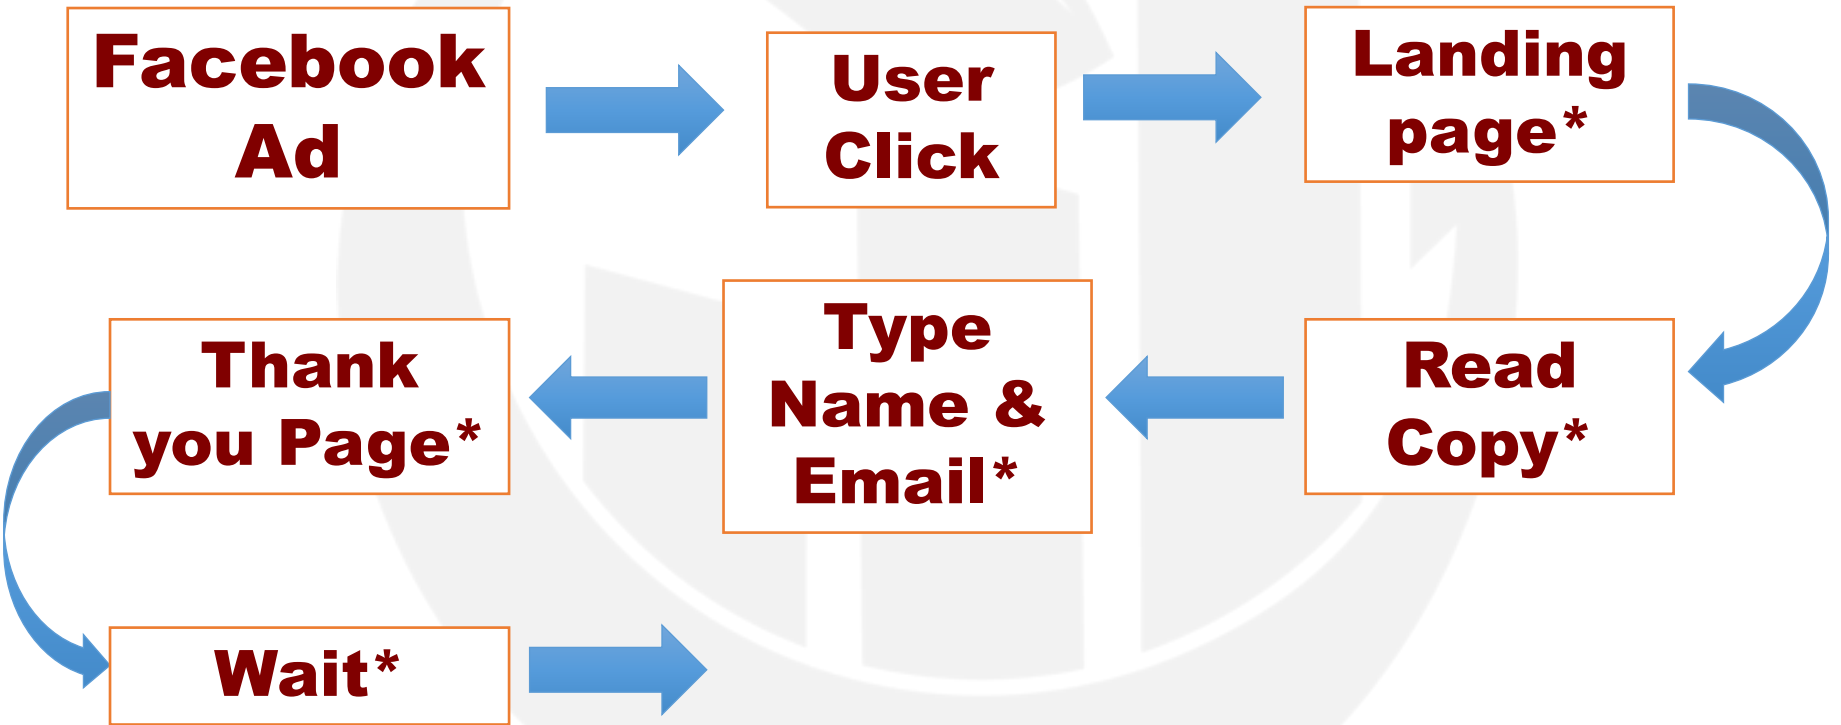 Facebook
Ad
User
Click
Landing
page*
Read
Copy*
Type
Name &
Email*
Thank
you Page*
Wait*